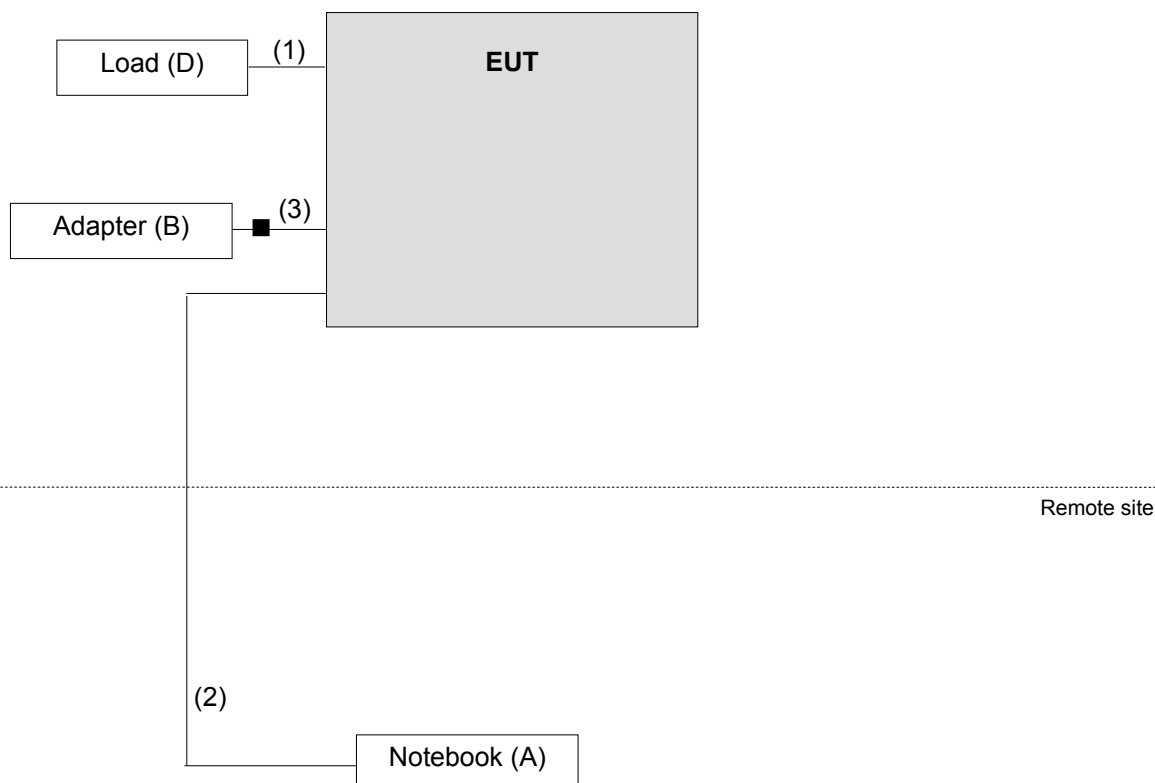 Load (D)
(1)
EUT
Adapter (B)
(3)
Remote site
(2)
Notebook (A)